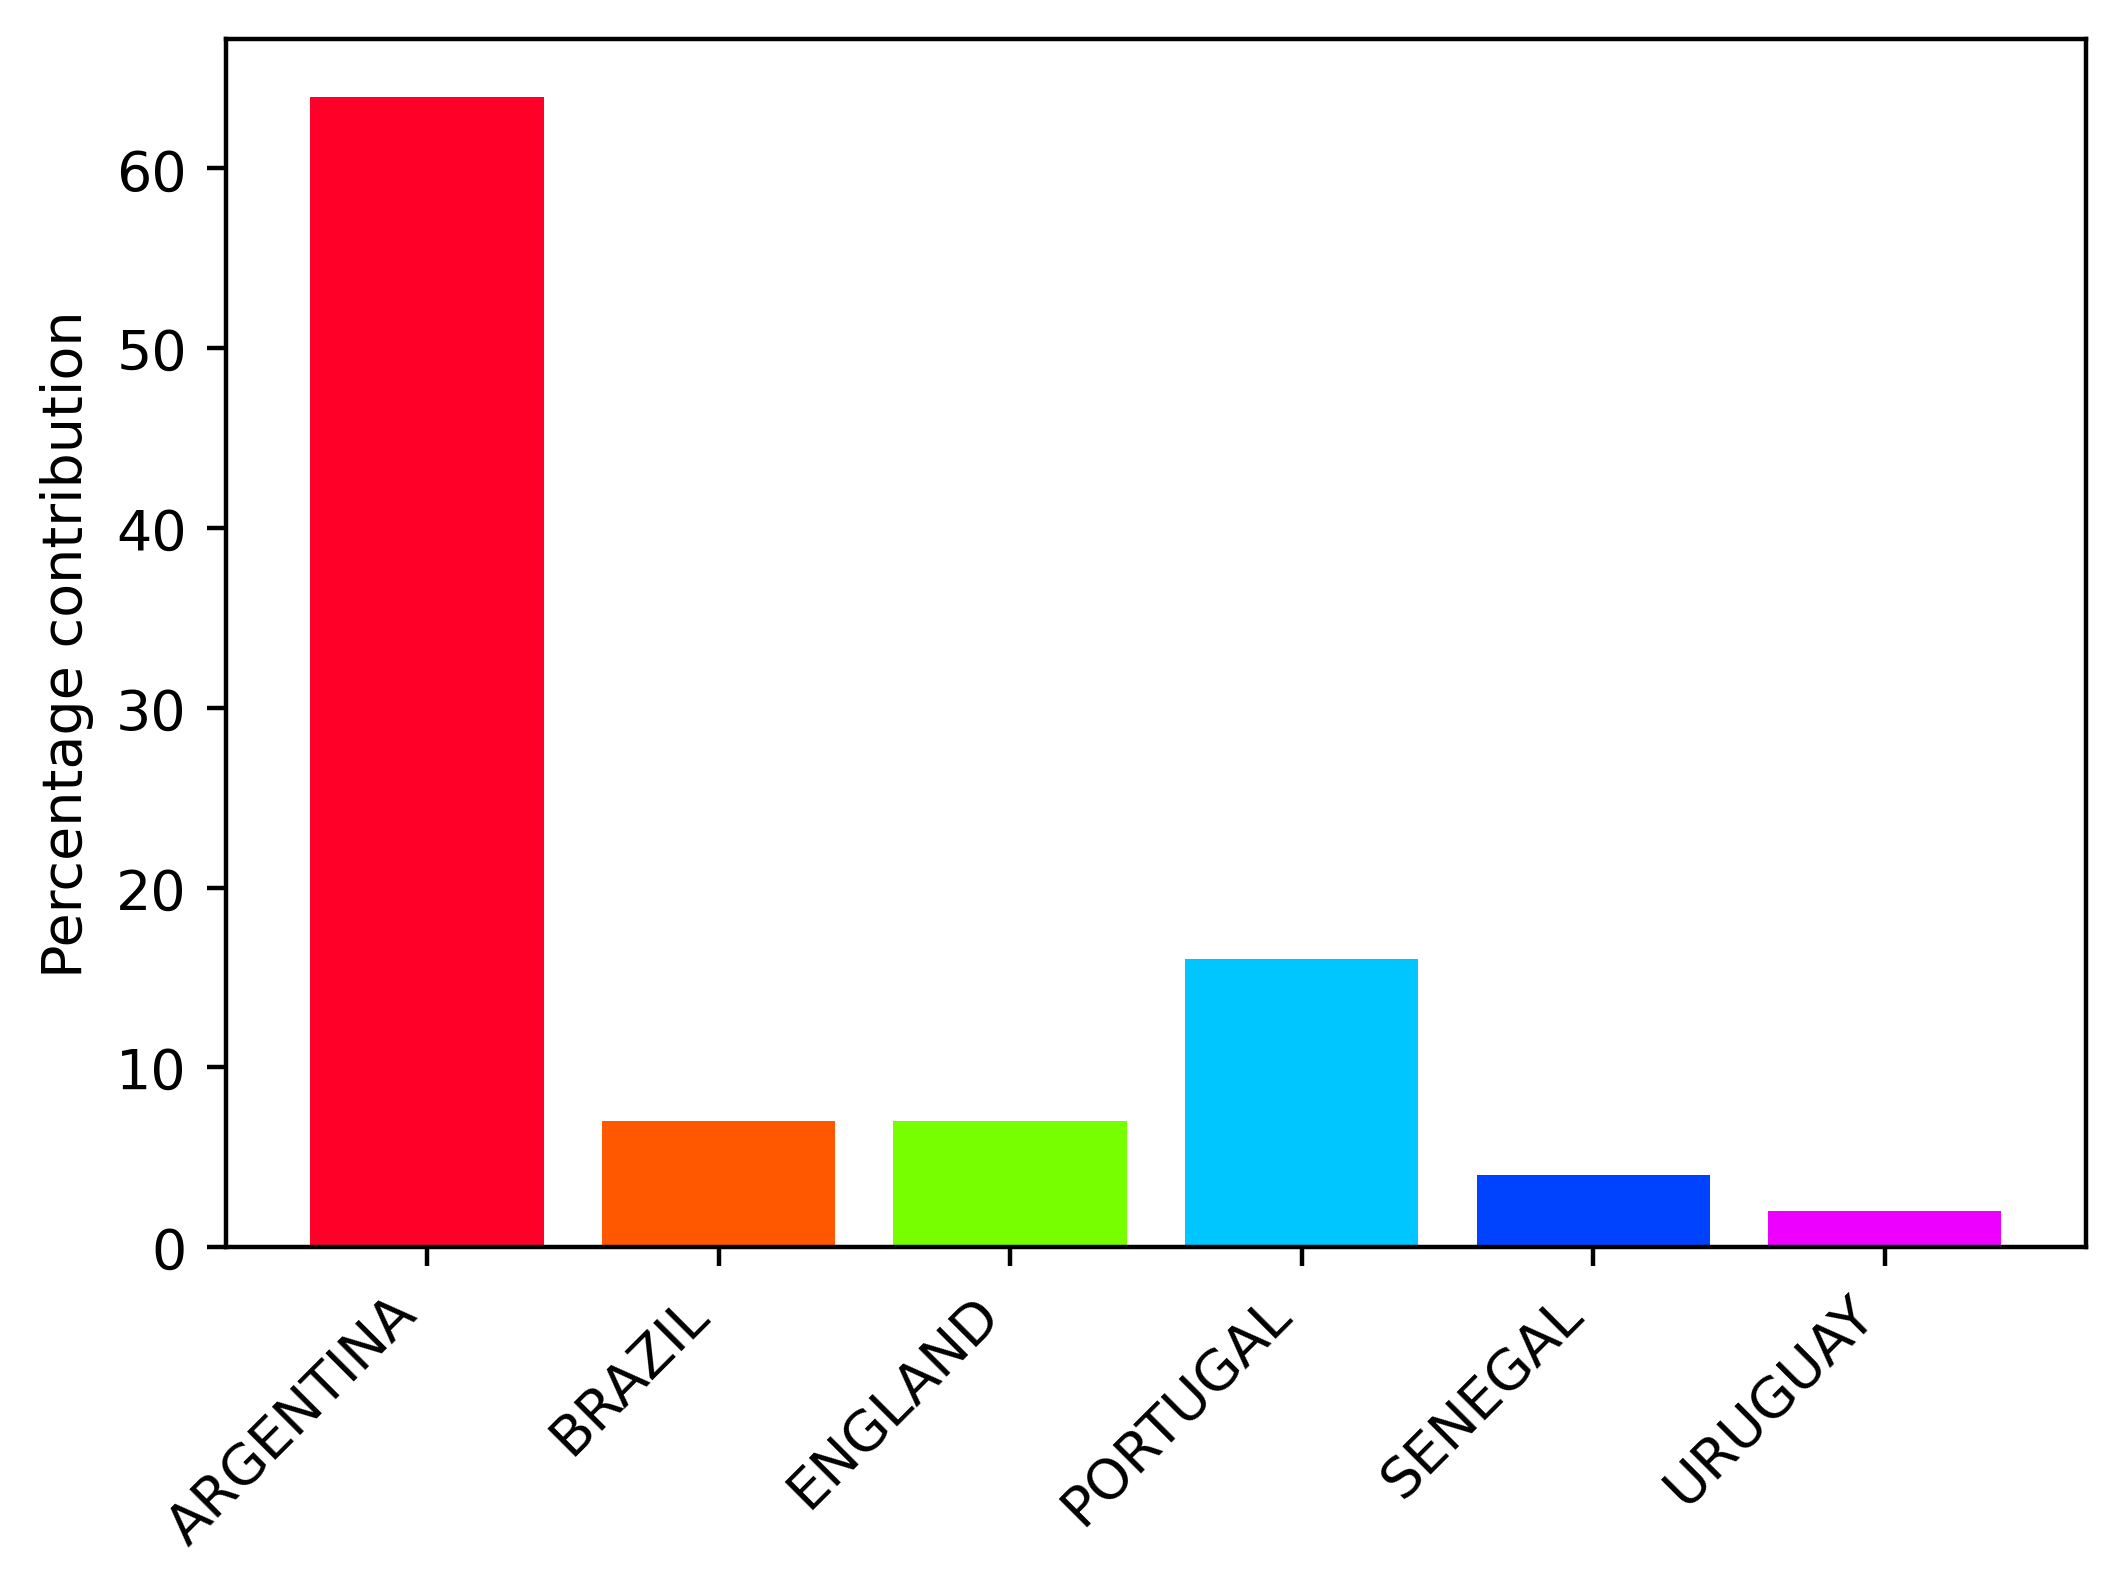 Percentage contribution
60
50
40
30
20
10
0
ARGENTINA
BRAZIL
ENGLAND
PORTUGAL
SENEGAL
URUGUAY